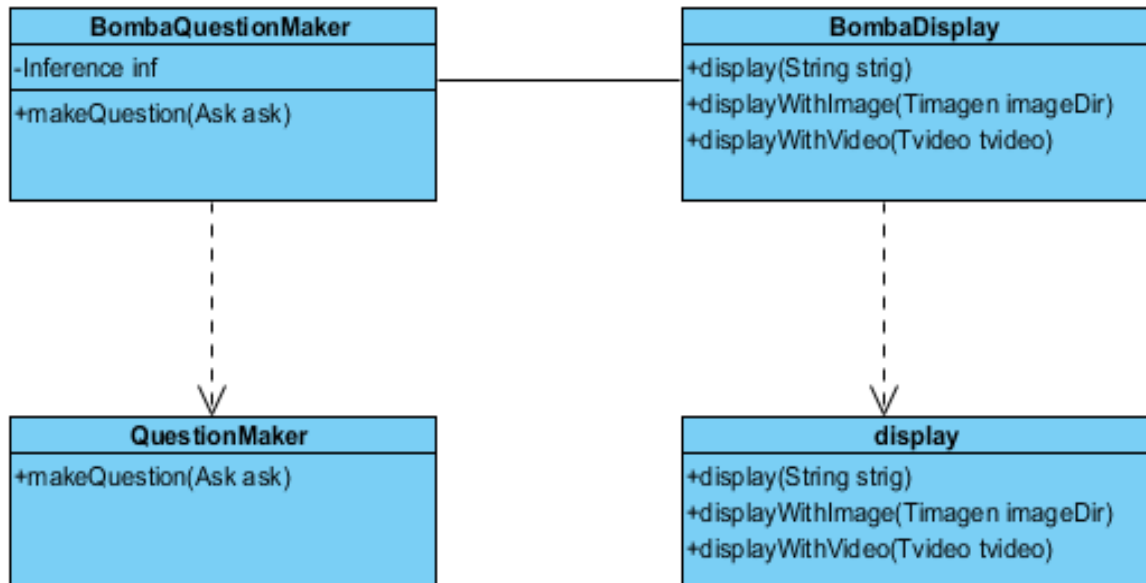 BombaQuestionMaker
-Inference inf
+makeQuestion(Ask ask)
BombaDisplay
+display(String strig)
+displayWithImage(Timagen imageDir)
+displayWithVideo(Tvideo tvideo)
QuestionMaker
+makeQuestion(Ask ask)
display
+display(String strig)
+displayWithImage(Timagen imageDir)
+displayWithVideo(Tvideo tvideo)